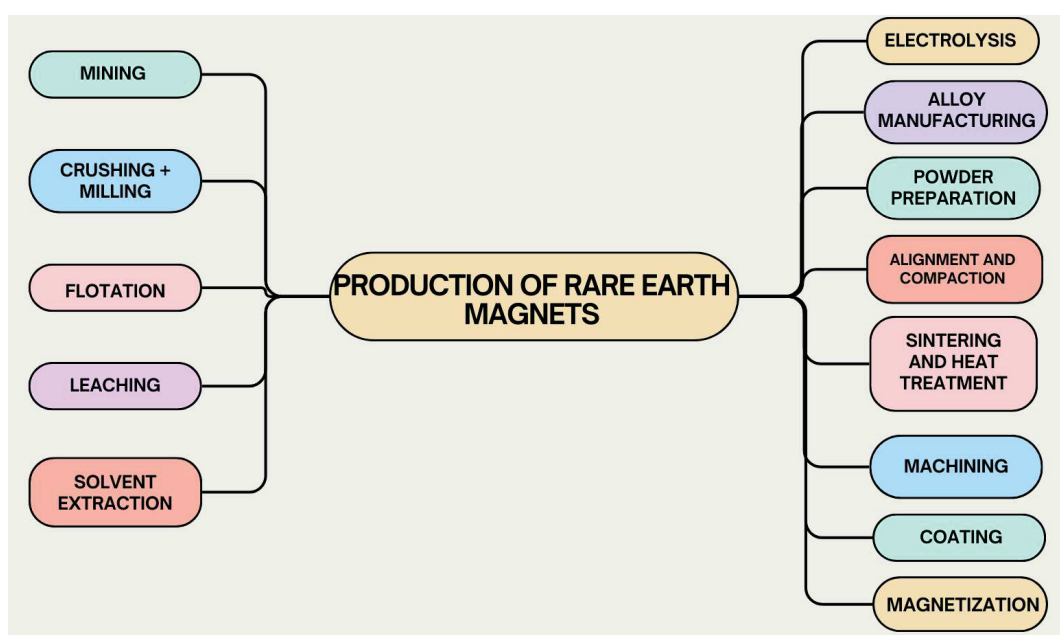 MINING
CRUSHING +
MILLING
FLOTATION
LEACHING
SOLVENT
EXTRACTION
PRODUCTION OF RARE EARTH
MAGNETS
ELECTROLYSIS
ALLOY
MANUFACTURING
POWDER
PREPARATION
ALIGNMENT AND
COMPACTION
SINTERING
AND HEAT
TREATMENT
MACHINING
COATING
MAGNETIZATION